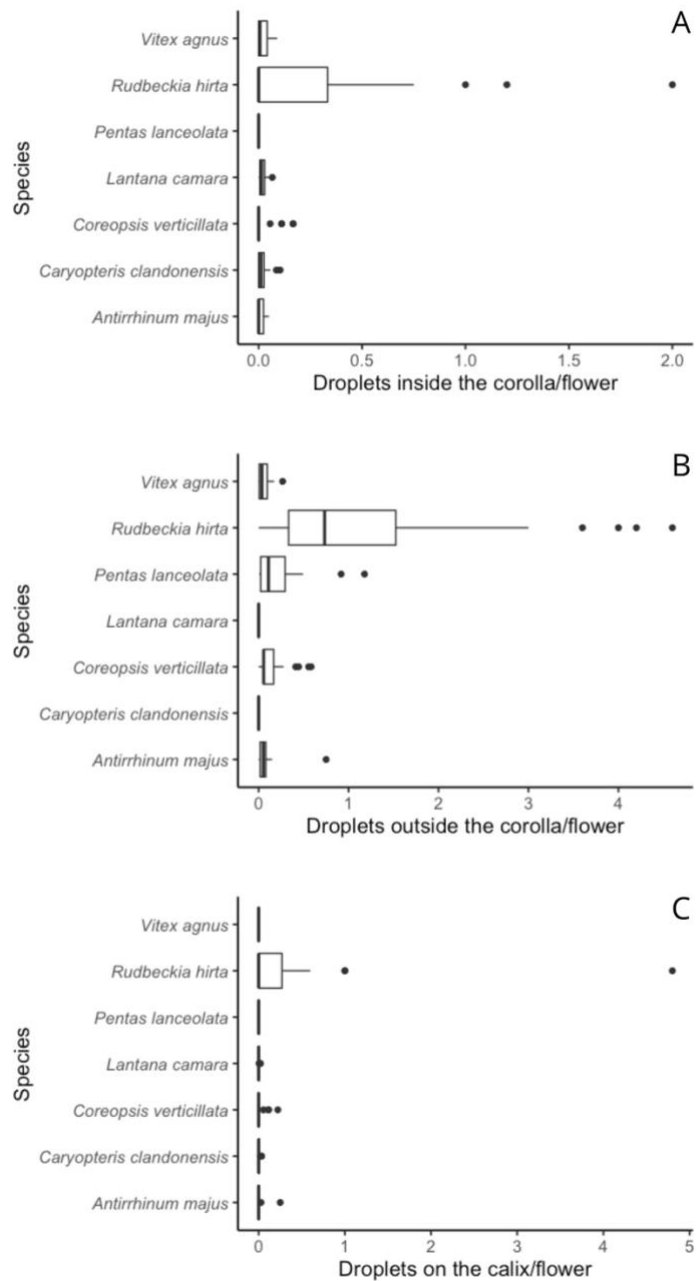 A
Species
Vitex agnus
Rudbeckia hirta
Pentas lanceolata
Lantana camara
Coreopsis verticillata
Caryopteris clandonensis
Antirrhinum majus
0.0 0.5 1.0 1.5 2.0
Droplets inside the corolla/flower
B
Species
Vitex agnus
Rudbeckia hirta
Pentas lanceolata
Lantana camara
Coreopsis verticillata
Caryopteris clandonensis
Antirrhinum majus
0 1 2 3 4
Droplets outside the corolla/flower
C
Species
Vitex agnus
Rudbeckia hirta
Pentas lanceolata
Lantana camara
Coreopsis verticillata
Caryopteris clandonensis
Antirrhinum majus
0 1 2 3 4 5
Droplets on the calix/flower